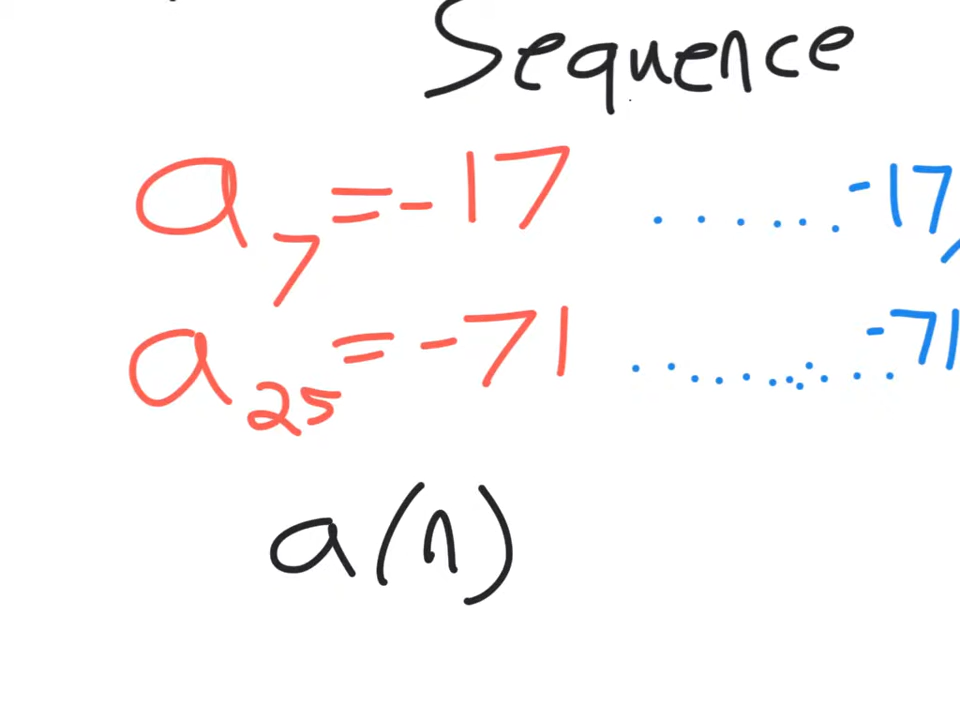 Sequence
a₇ = -17 ....... -17,
a₂₅ = -71 ............ -71
a(n)